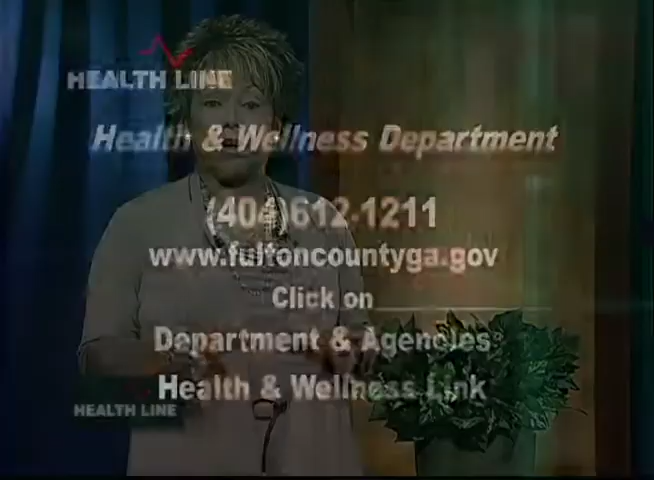 HEALTH LINE
Health & Wellness Department
(404)612-1211
www.fultoncountyga.gov
Click on
Department & Agencies
Health & Wellness Link
HEALTH LINE